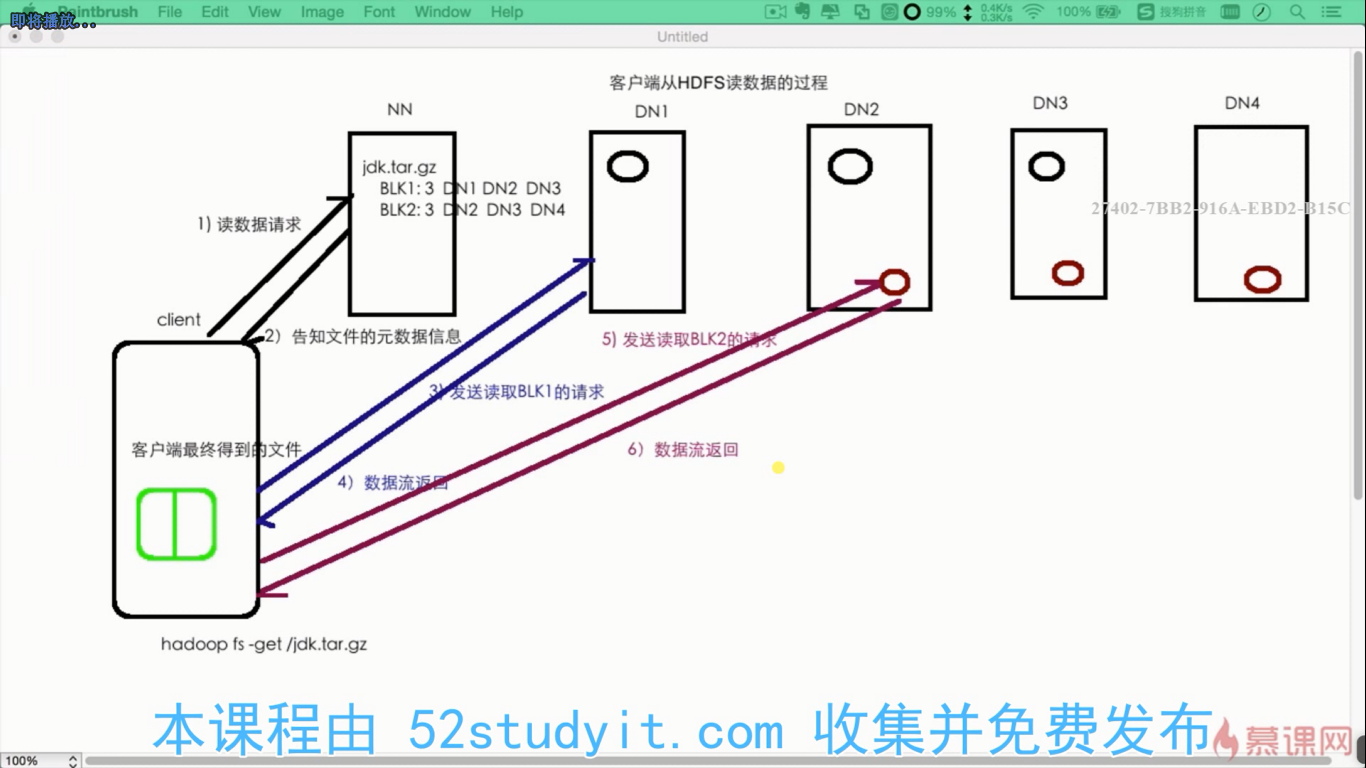 Paintbrush File Edit View Image Font Window Help 99% 0.4K/s 0.3K/s 100% 搜狗拼音
即将播放...
Untitled
客户端从HDFS读数据的过程
NN DN1 DN2 DN3 DN4
jdk.tar.gz
BLK1: 3 DN1 DN2 DN3
BLK2: 3 DN2 DN3 DN4
27402-7BB2-916A-EBD2-B15C
1) 读数据请求
client
2）告知文件的元数据信息
5) 发送读取BLK2的请求
3) 发送读取BLK1的请求
客户端最终得到的文件
6）数据流返回
4）数据流返回
hadoop fs -get /jdk.tar.gz
本课程由 52studyit.com 收集并免费发布
慕课网
100%